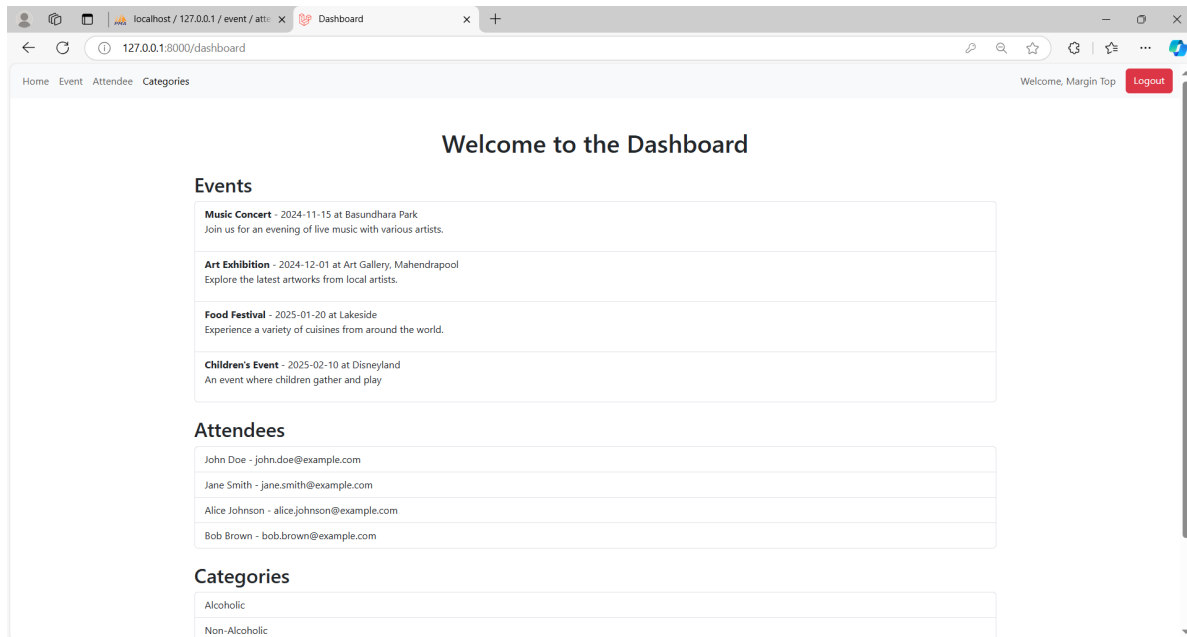 localhost / 127.0.0.1 / event / atte
Dashboard
127.0.0.1:8000/dashboard
Home Event Attendee Categories
Welcome, Margin Top Logout
Welcome to the Dashboard
Events
Music Concert - 2024-11-15 at Basundhara Park
Join us for an evening of live music with various artists.
Art Exhibition - 2024-12-01 at Art Gallery, Mahendrapool
Explore the latest artworks from local artists.
Food Festival - 2025-01-20 at Lakeside
Experience a variety of cuisines from around the world.
Children's Event - 2025-02-10 at Disneyland
An event where children gather and play
Attendees
John Doe - john.doe@example.com
Jane Smith - jane.smith@example.com
Alice Johnson - alice.johnson@example.com
Bob Brown - bob.brown@example.com
Categories
Alcoholic
Non-Alcoholic